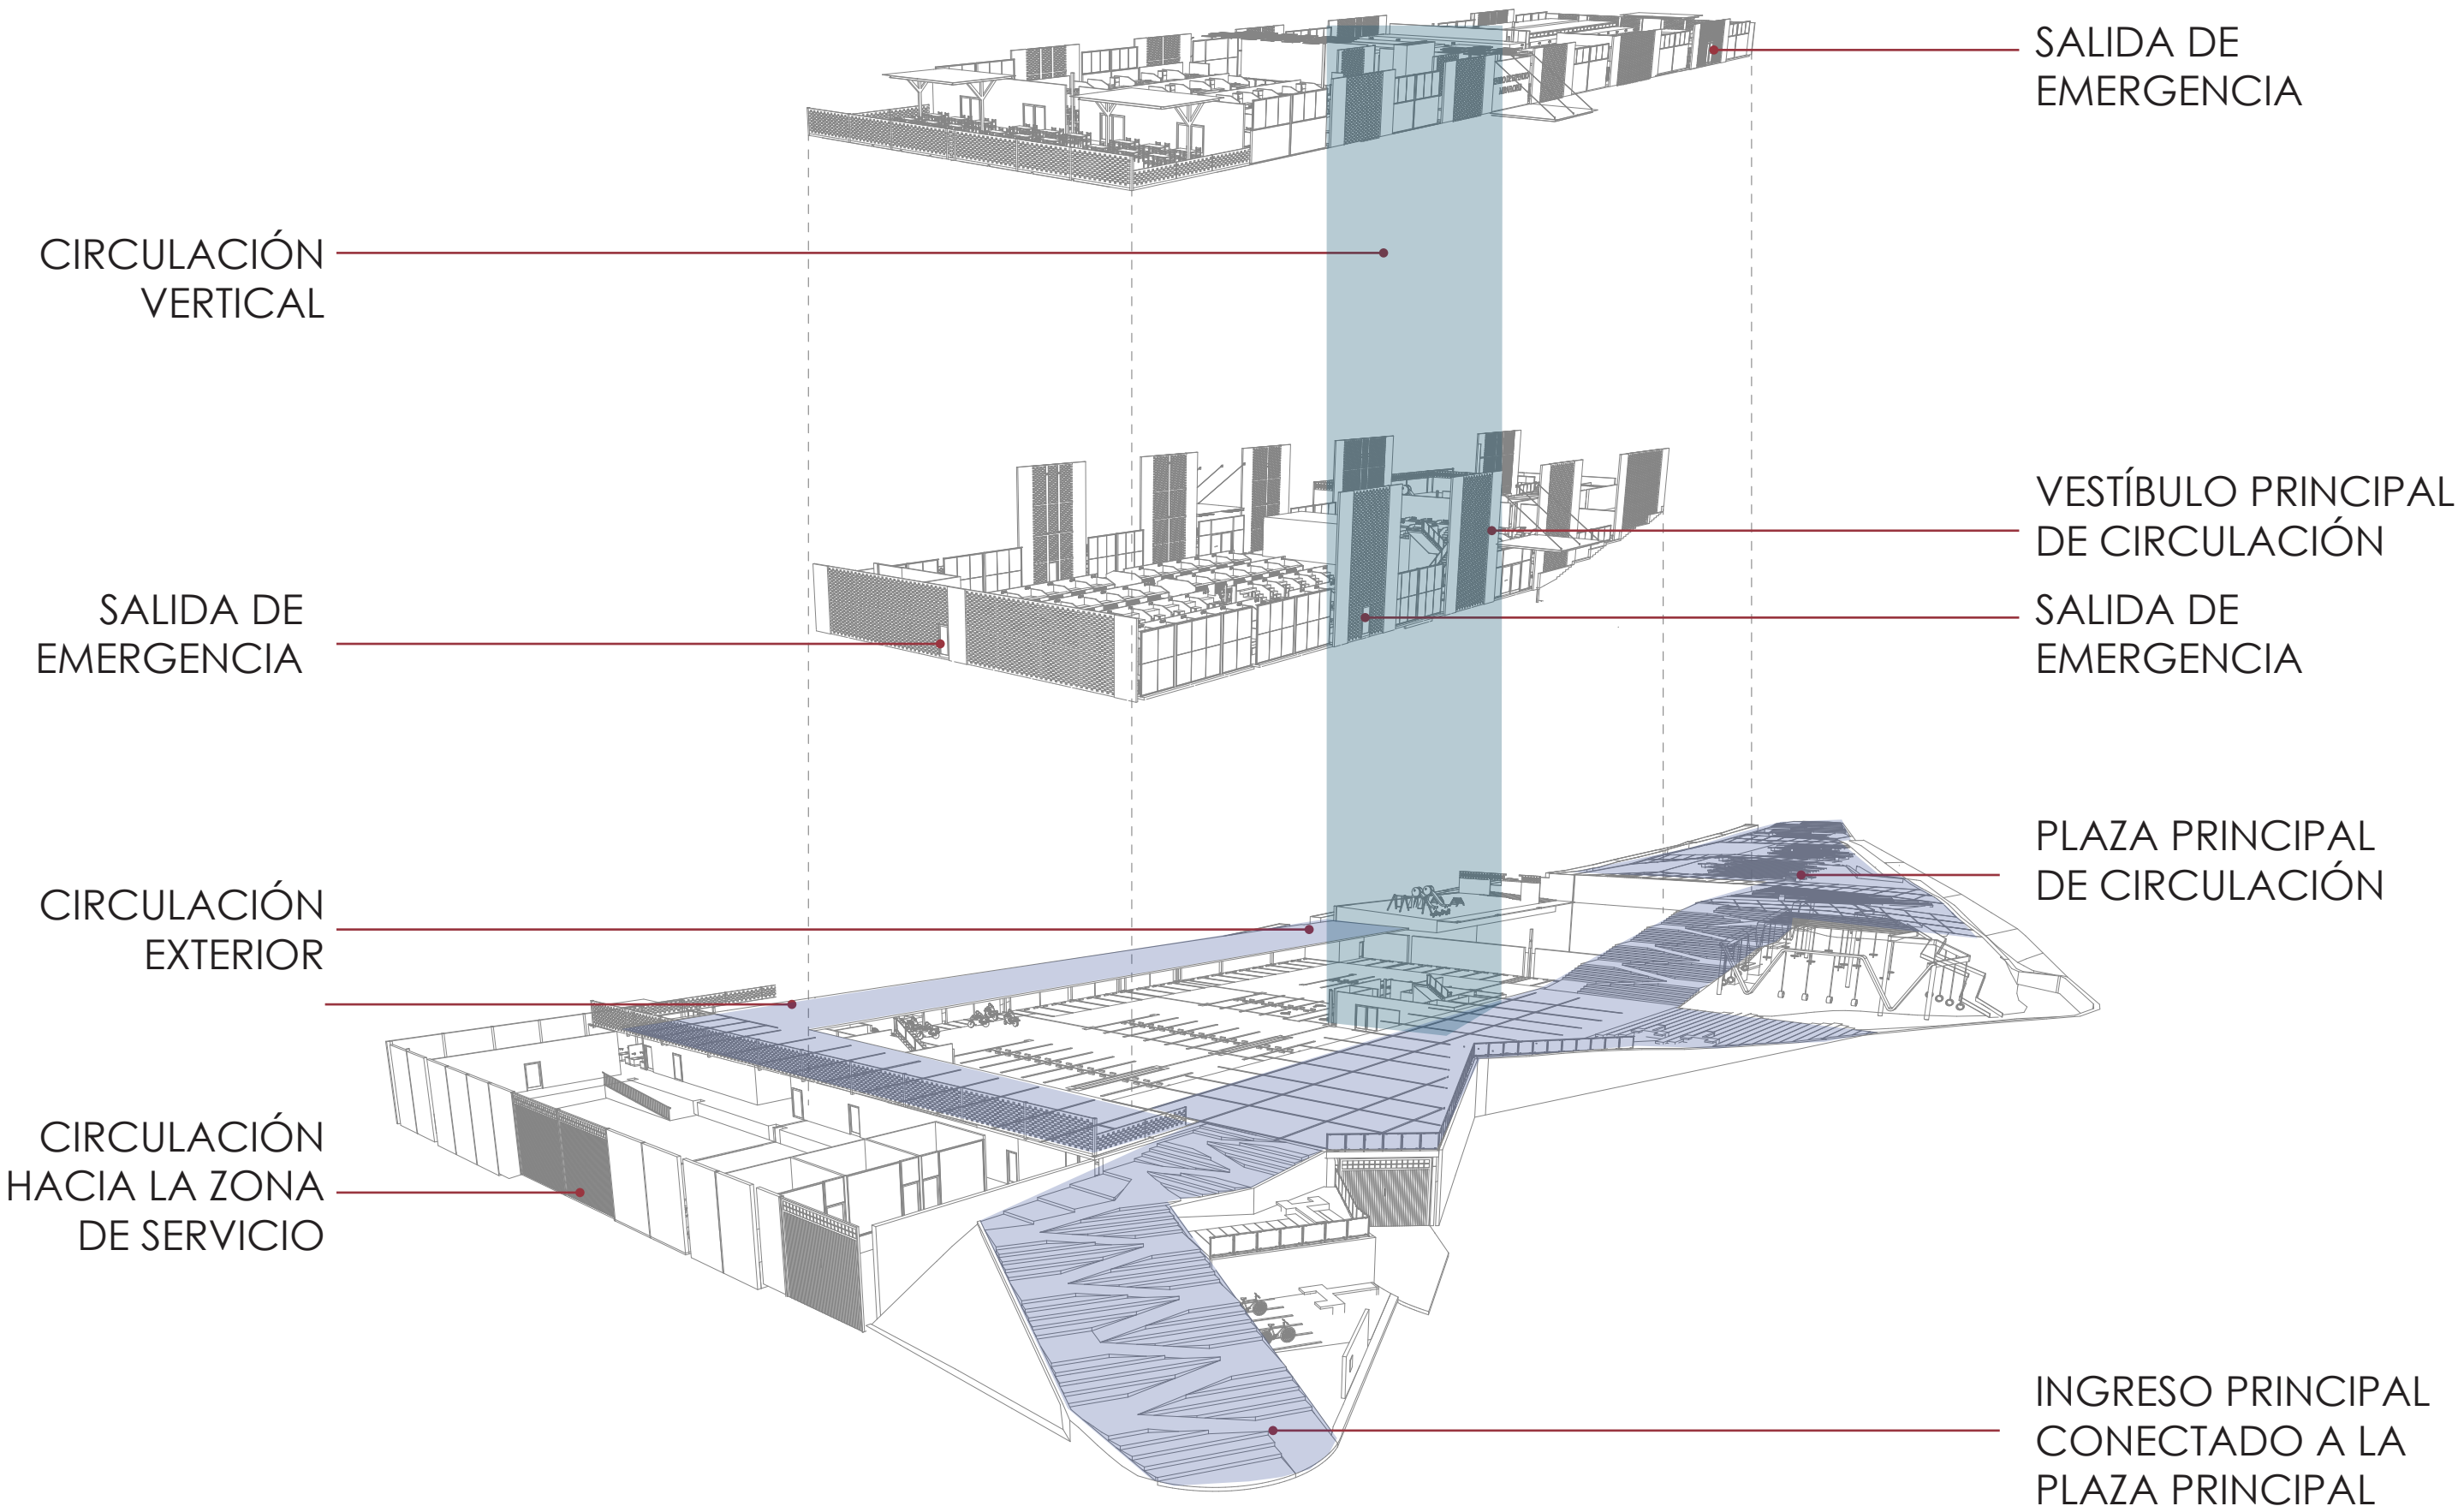 SALIDA DE
EMERGENCIA
CIRCULACIÓN
VERTICAL
VESTÍBULO PRINCIPAL
DE CIRCULACIÓN
SALIDA DE
EMERGENCIA
SALIDA DE
EMERGENCIA
PLAZA PRINCIPAL
DE CIRCULACIÓN
CIRCULACIÓN
EXTERIOR
CIRCULACIÓN
HACIA LA ZONA
DE SERVICIO
INGRESO PRINCIPAL
CONECTADO A LA
PLAZA PRINCIPAL